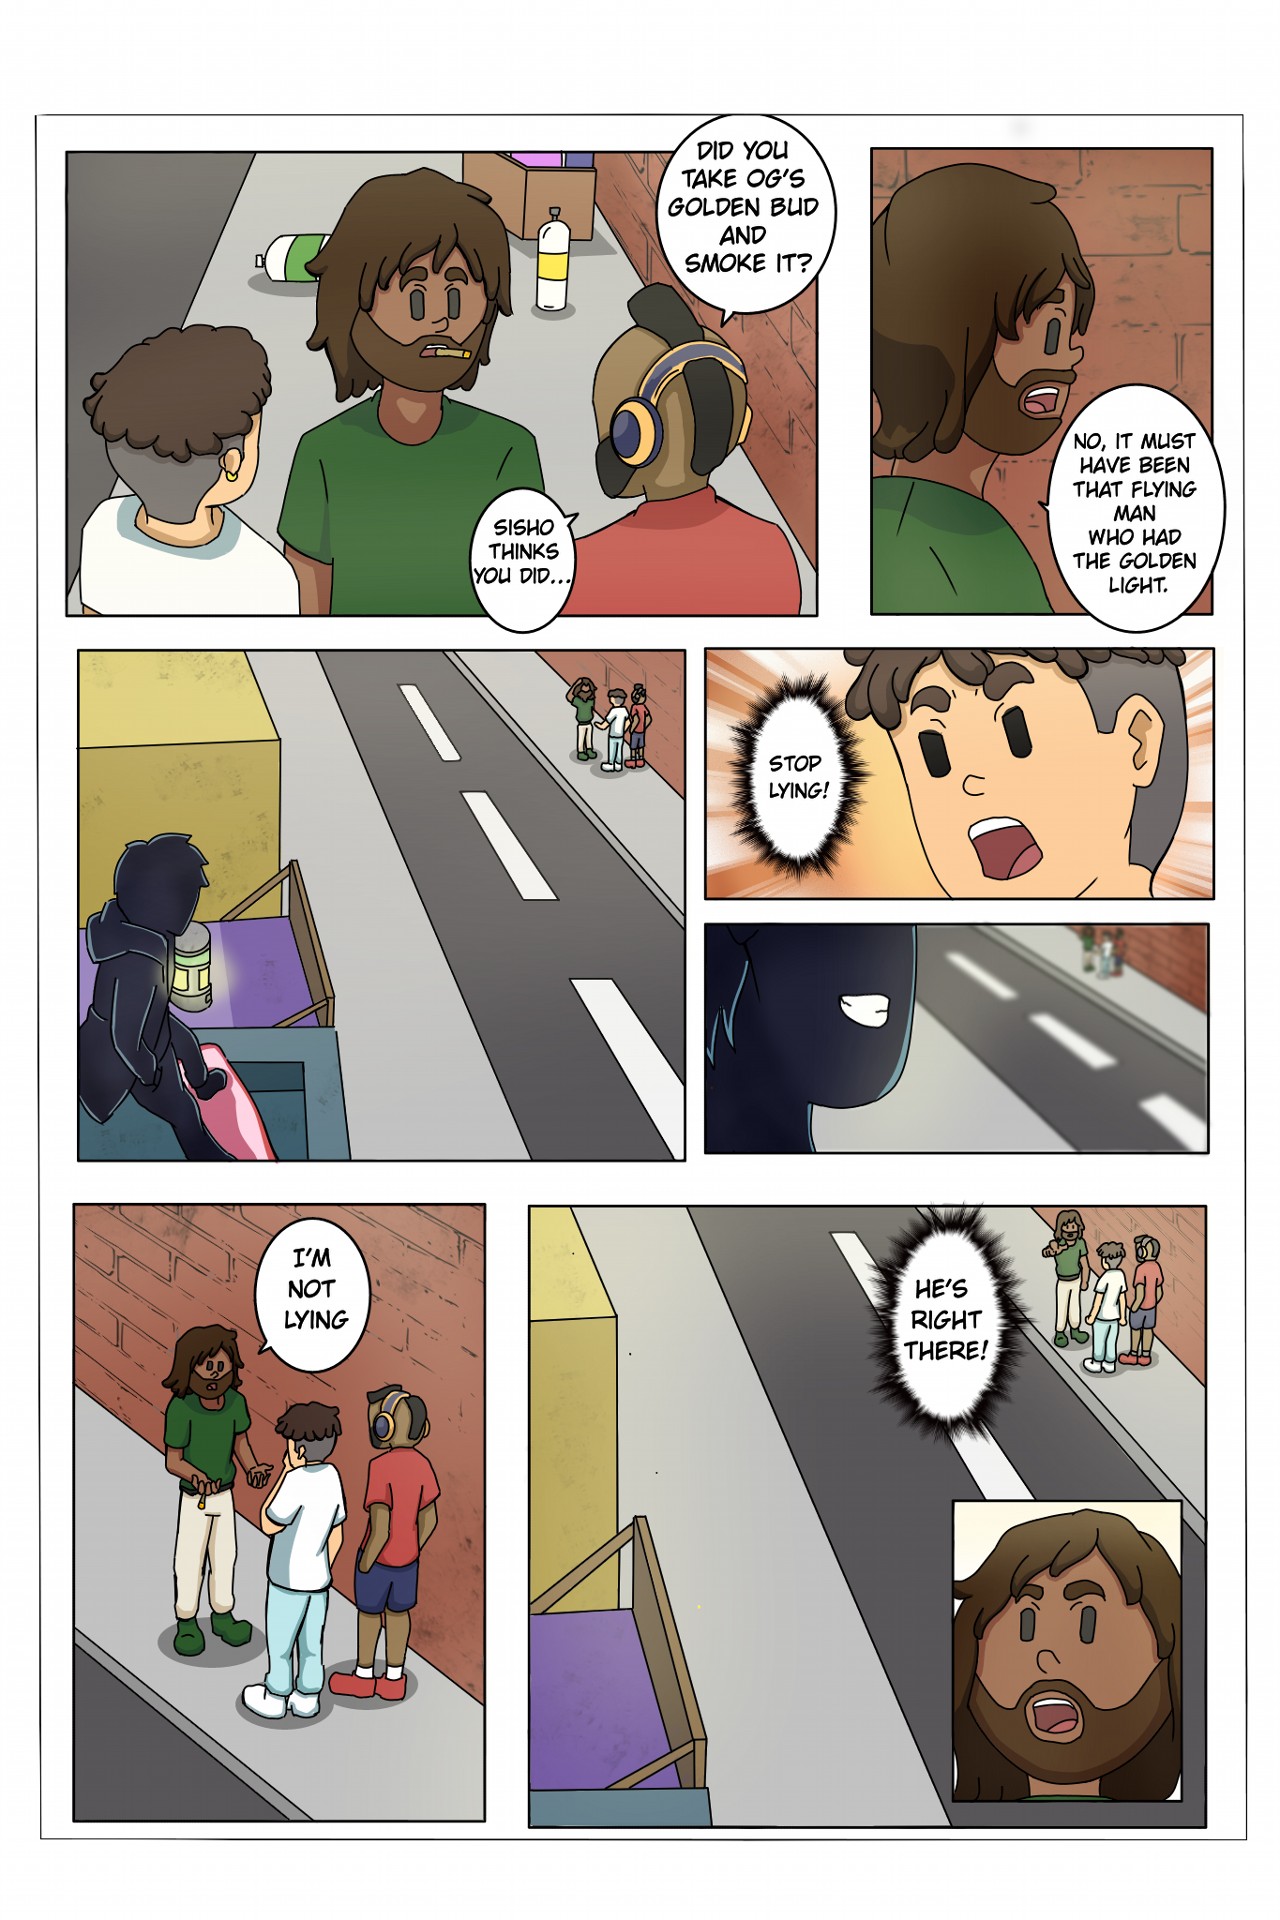 DID YOU
TAKE OG'S
GOLDEN BUD
AND
SMOKE IT?
SISHO
THINKS
YOU DID...
NO, IT MUST
HAVE BEEN
THAT FLYING
MAN
WHO HAD
THE GOLDEN
LIGHT.
STOP
LYING!
I'M
NOT
LYING
HE'S
RIGHT
THERE!